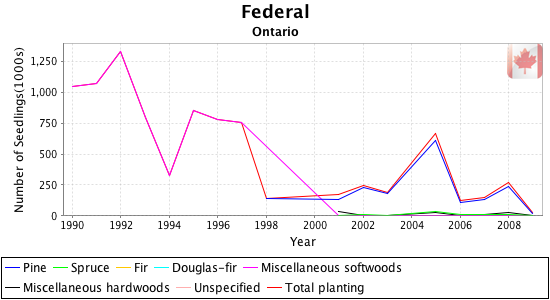 Federal
Ontario
Number of Seedlings(1000s)
1,250
1,000
750
500
250
0
1990 1992 1994 1996 1998 2000 2002 2004 2006 2008
Year
Pine Spruce Fir Douglas-fir Miscellaneous softwoods
Miscellaneous hardwoods Unspecified Total planting